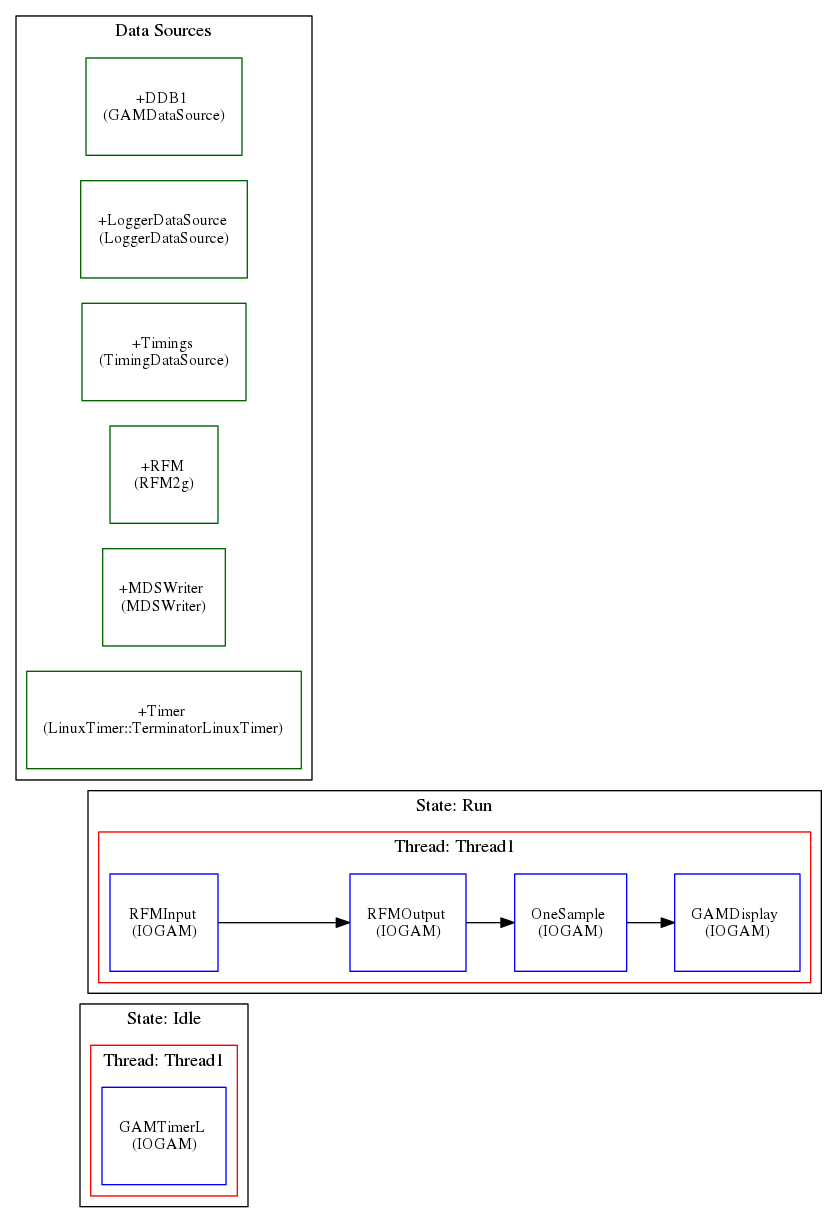 Data Sources
+DDB1
(GAMDataSource)
+LoggerDataSource
(LoggerDataSource)
+Timings
(TimingDataSource)
+RFM
(RFM2g)
+MDSWriter
(MDSWriter)
+Timer
(LinuxTimer::TerminatorLinuxTimer)
State: Run
Thread: Thread1
RFMInput
(IOGAM)
RFMOutput
(IOGAM)
OneSample
(IOGAM)
GAMDisplay
(IOGAM)
State: Idle
Thread: Thread1
GAMTimerL
(IOGAM)